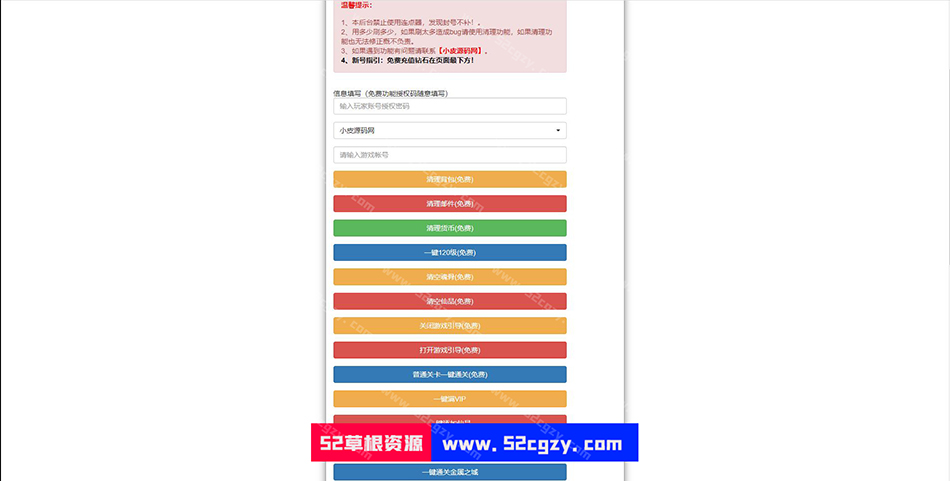 温馨提示：
1、本后台禁止使用连点器，发现封号不补！。
2、用多少刷多少，如果刷太多造成bug请使用清理功能，如果清理功能也无法修正概不负责。
3、如果遇到功能有问题请联系【小皮源码网】。
4、新号指引：免费充值钻石在页面最下方！
信息填写（免费功能授权码随意填写）
输入玩家账号授权密码
小皮源码网
请输入游戏帐号
清理背包(免费)
清理邮件(免费)
清理货币(免费)
一键120级(免费)
清空魂骨(免费)
清空仙品(免费)
关闭游戏引导(免费)
打开游戏引导(免费)
普通关卡一键通关(免费)
一键满VIP
52草根资源 www.52cgzy.com
一键通关金属之城